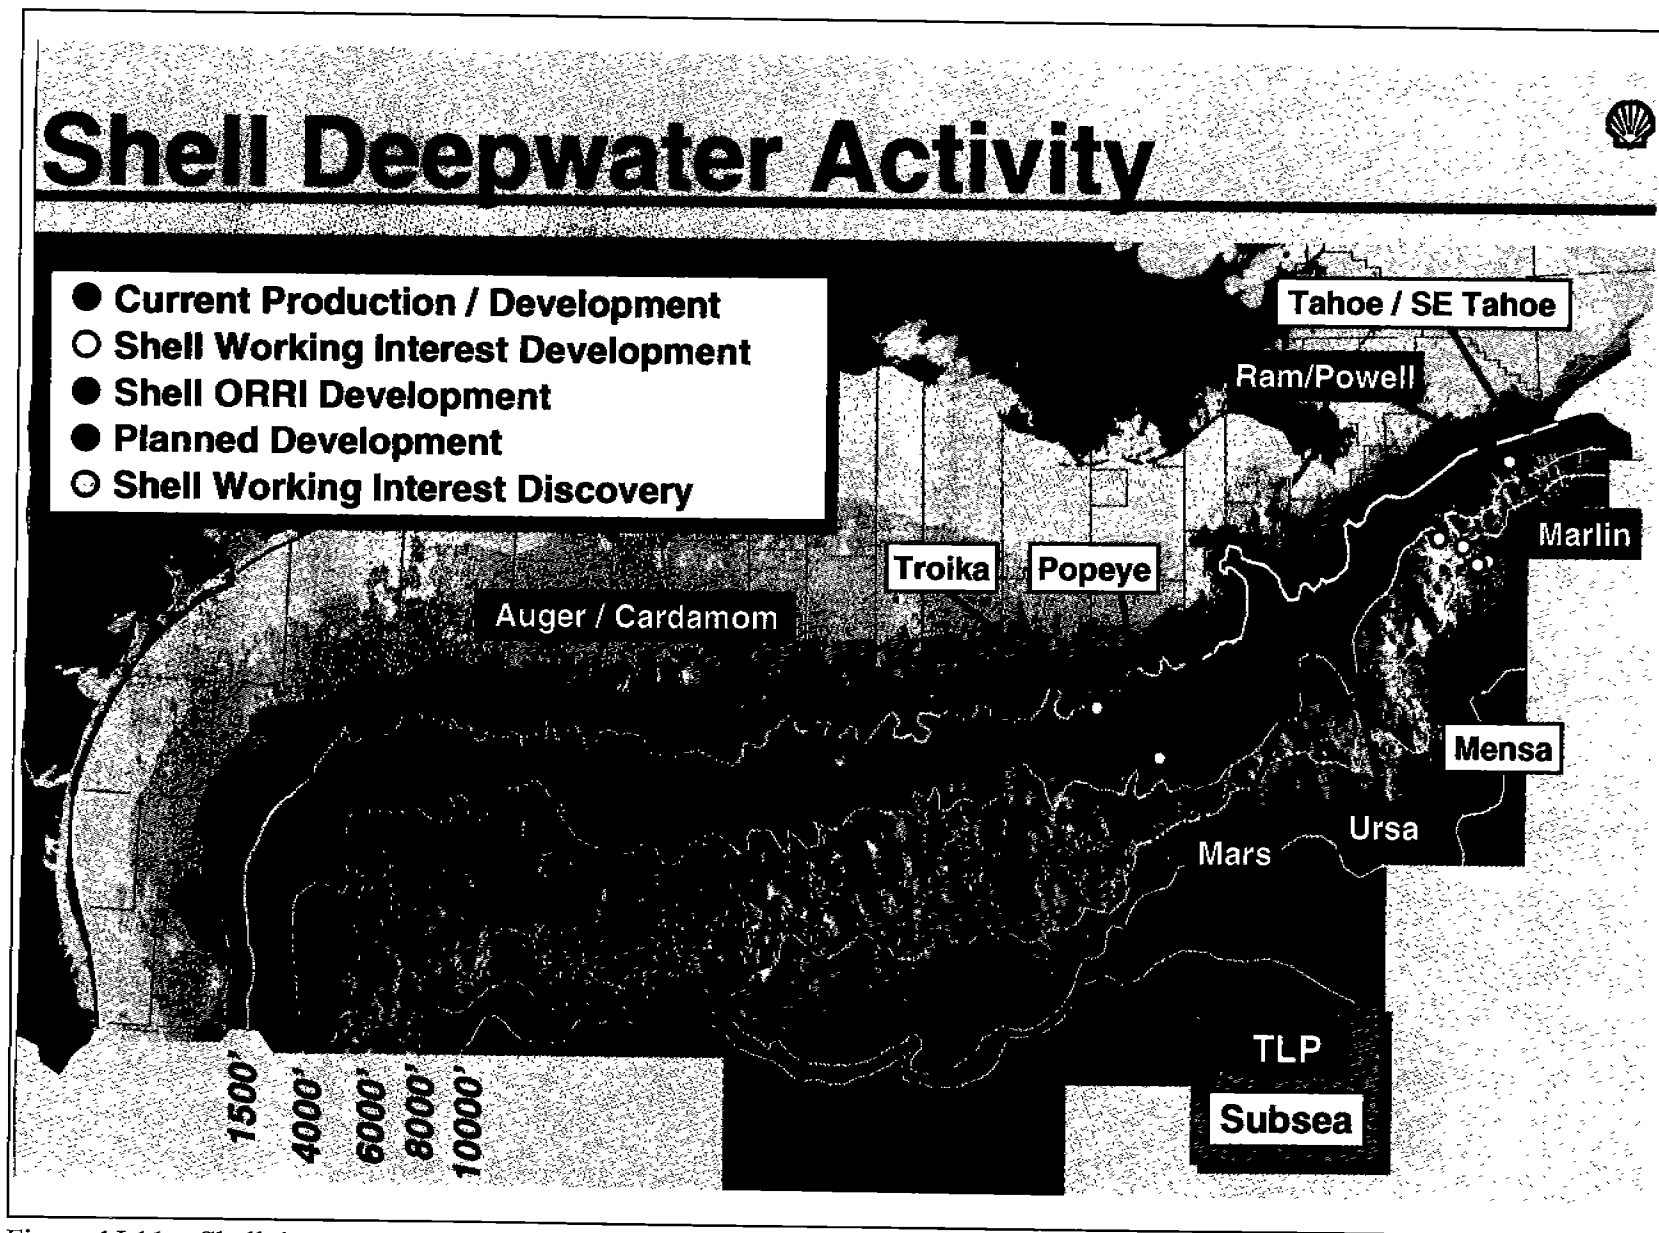 Shell Deepwater Activity
Current Production / Development
Shell Working Interest Development
Shell ORRI Development
Planned Development
Shell Working Interest Discovery
Tahoe / SE Tahoe
Ram/Powell
Marlin
Troika
Popeye
Auger / Cardamom
Mensa
Ursa
Mars
TLP
Subsea
1500'
4000'
6000'
8000'
10000'